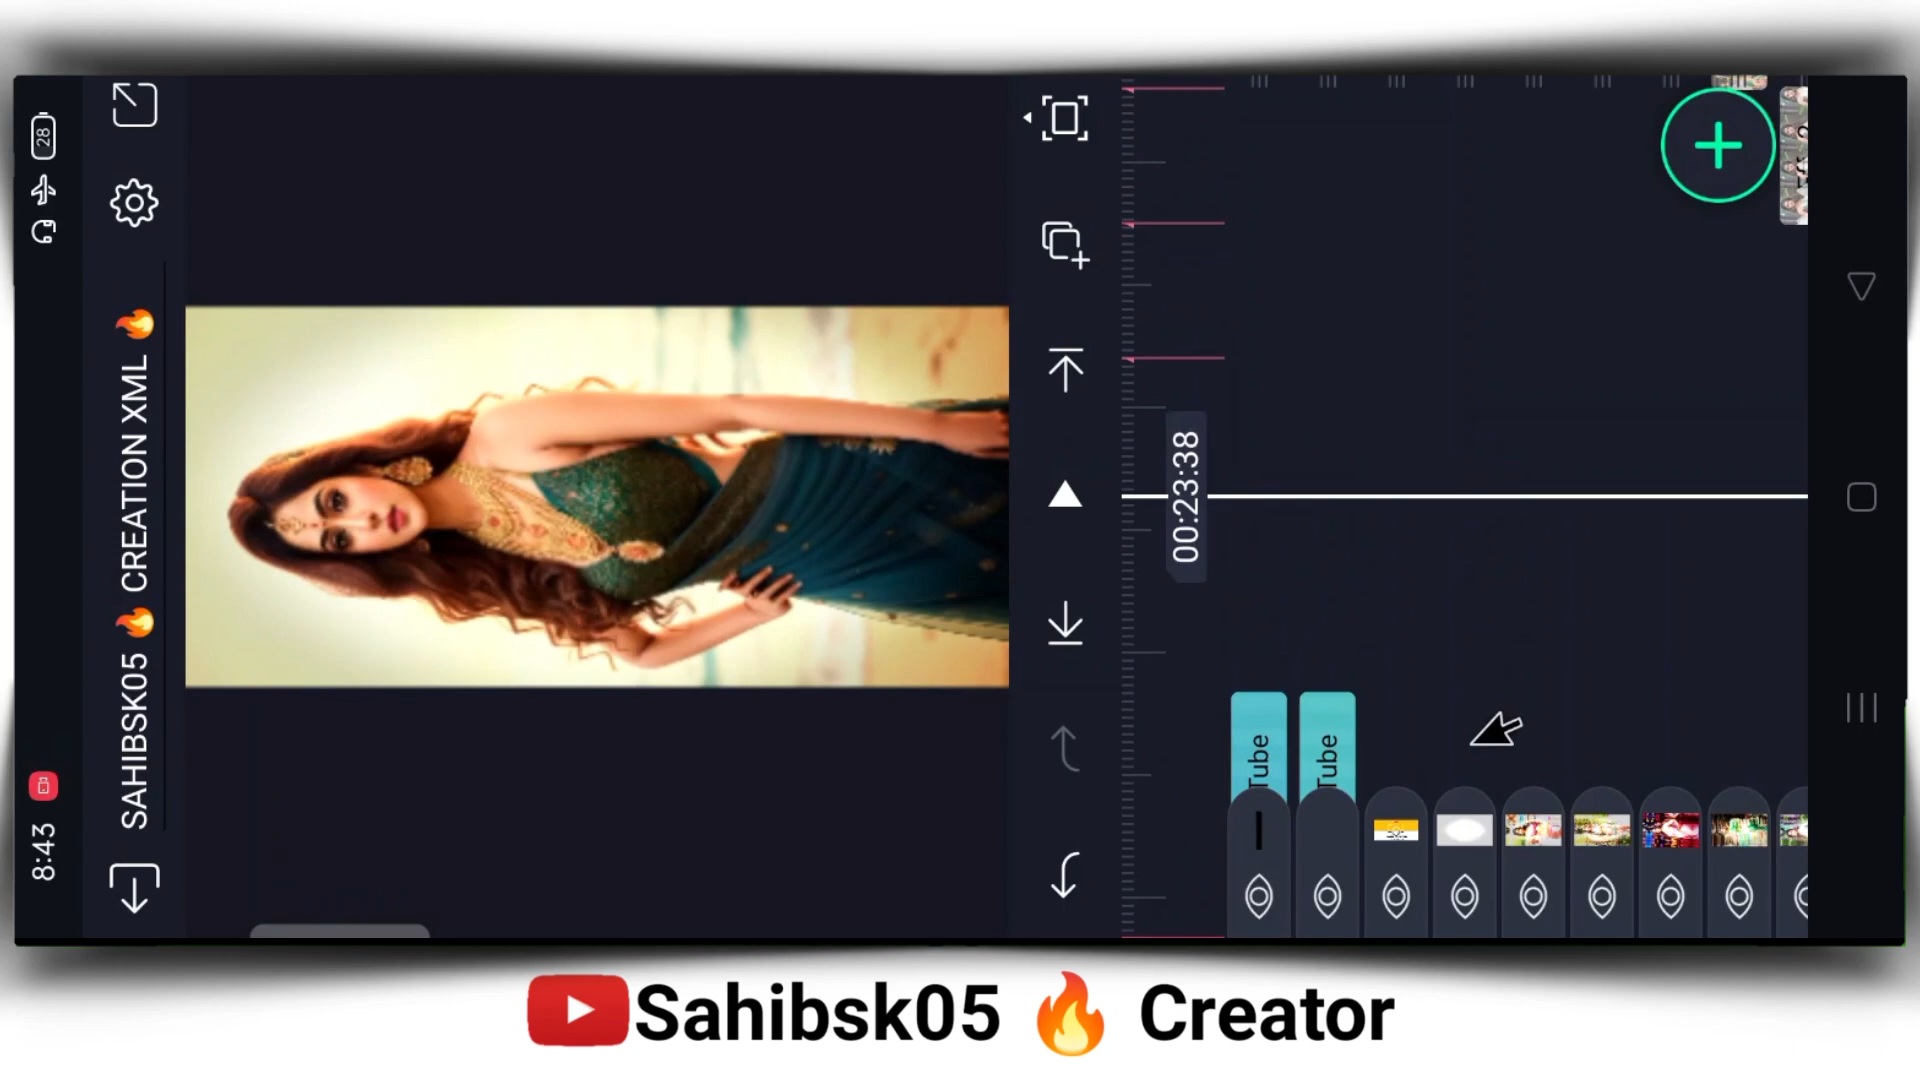 8:43
28
SAHIBSK05 🔥 CREATION XML 🔥
00:23:38
Tube
Tube
Sahibsk05 🔥 Creator